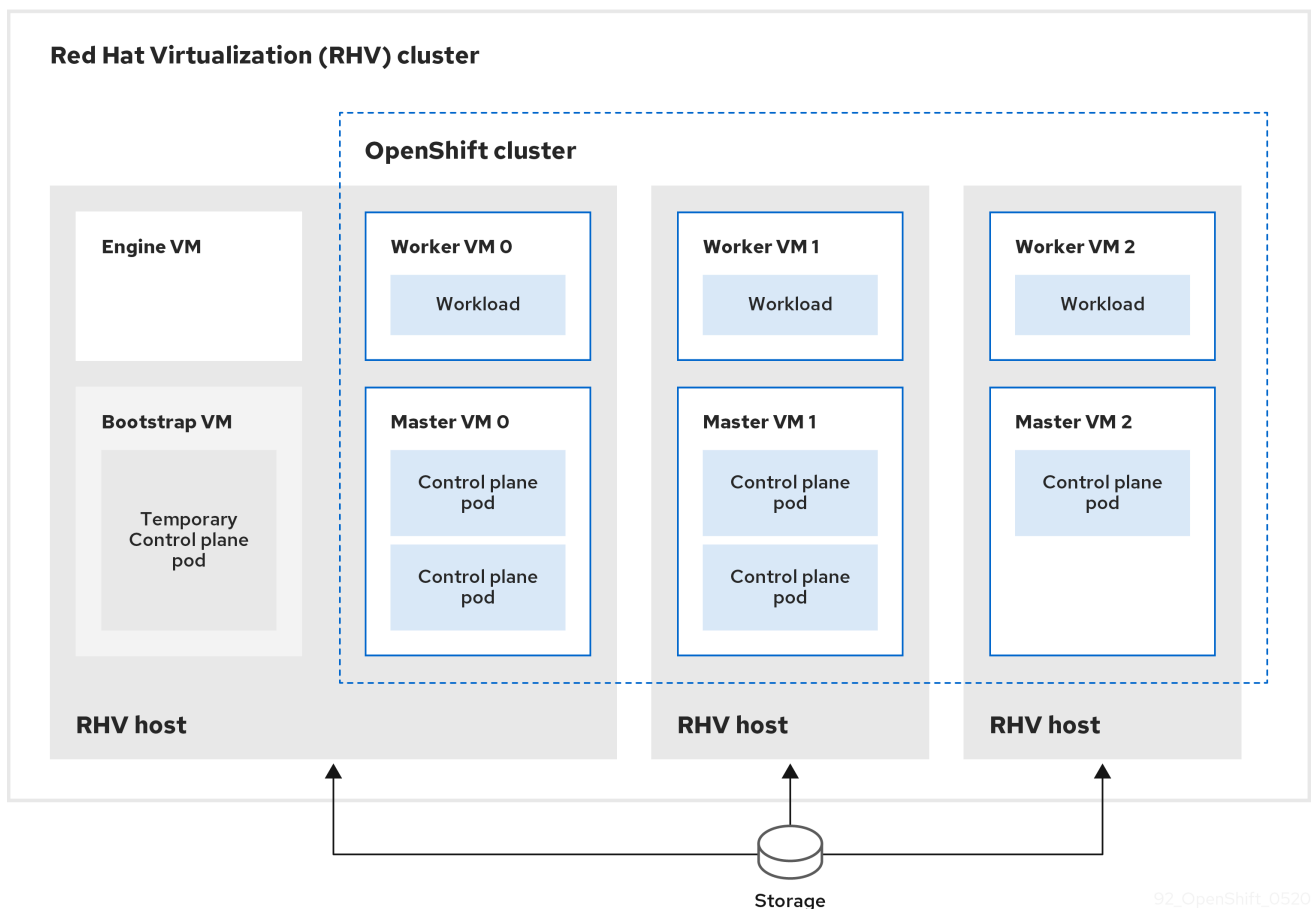 Red Hat Virtualization (RHV) cluster
OpenShift cluster
Engine VM
Worker VM 0
Workload
Worker VM 1
Workload
Worker VM 2
Workload
Bootstrap VM
Temporary
Control plane
pod
Master VM 0
Control plane
pod
Control plane
pod
Master VM 1
Control plane
pod
Control plane
pod
Master VM 2
Control plane
pod
RHV host
RHV host
RHV host
Storage
92_OpenShift_0520